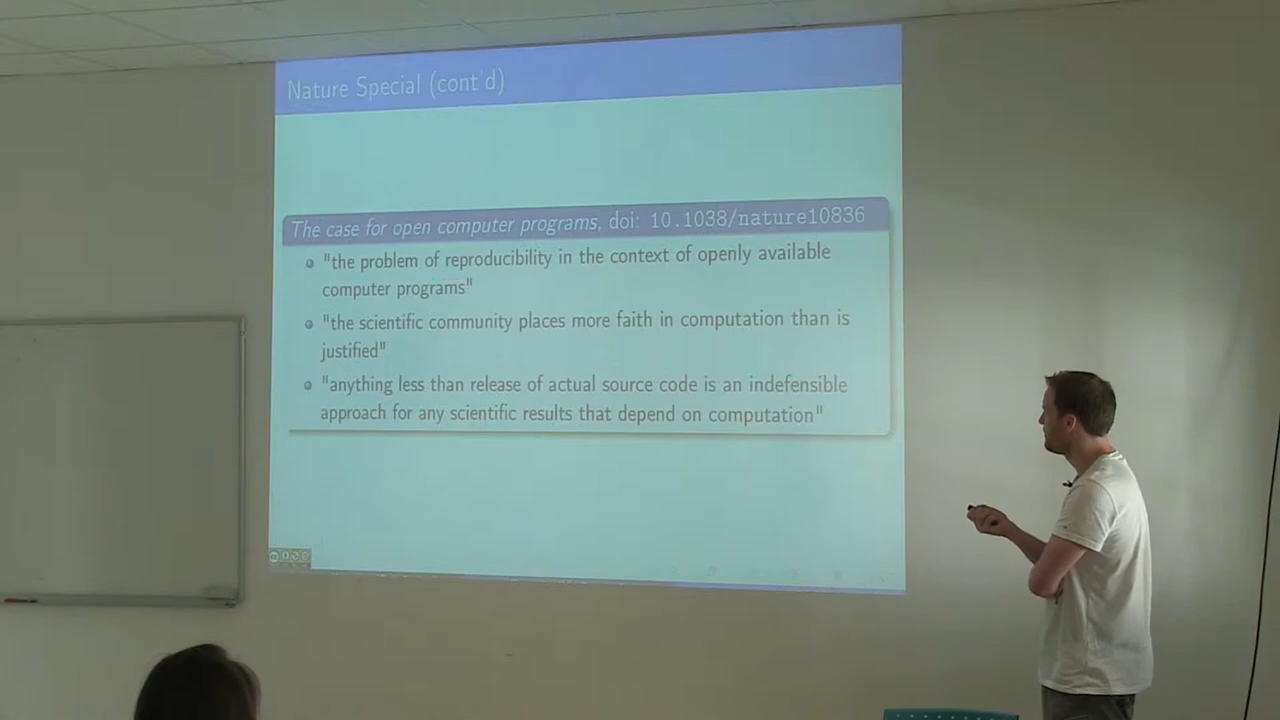 Nature Special (cont'd)
The case for open computer programs, doi: 10.1038/nature10836
"the problem of reproducibility in the context of openly available
computer programs"
"the scientific community places more faith in computation than is
justified"
"anything less than release of actual source code is an indefensible
approach for any scientific results that depend on computation"